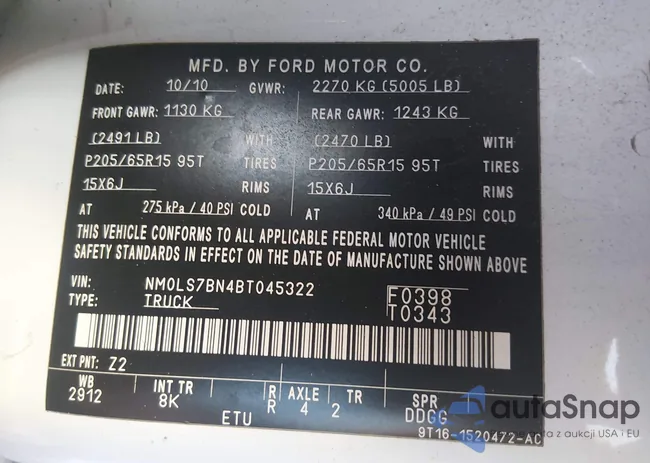 MFD. BY FORD MOTOR CO.
DATE: 10/10 GVWR: 2270 KG (5005 LB)
FRONT GAWR: 1130 KG REAR GAWR: 1243 KG
(2491 LB) WITH (2470 LB) WITH
P205/65R15 95T TIRES P205/65R15 95T TIRES
15X6J RIMS 15X6J RIMS
AT 275 kPa / 40 PSI COLD AT 340 kPa / 49 PSI COLD
THIS VEHICLE CONFORMS TO ALL APPLICABLE FEDERAL MOTOR VEHICLE
SAFETY STANDARDS IN EFFECT ON THE DATE OF MANUFACTURE SHOWN ABOVE
VIN: NM0LS7BN4BT045322 F0398
TYPE: TRUCK T0343
EXT PNT: Z2
WB INT TR R AXLE TR SPR
2912 8K R 4 2 DDGG
ETU
9T16-1520472-AC
autoSnap
z aukcji USA i EU